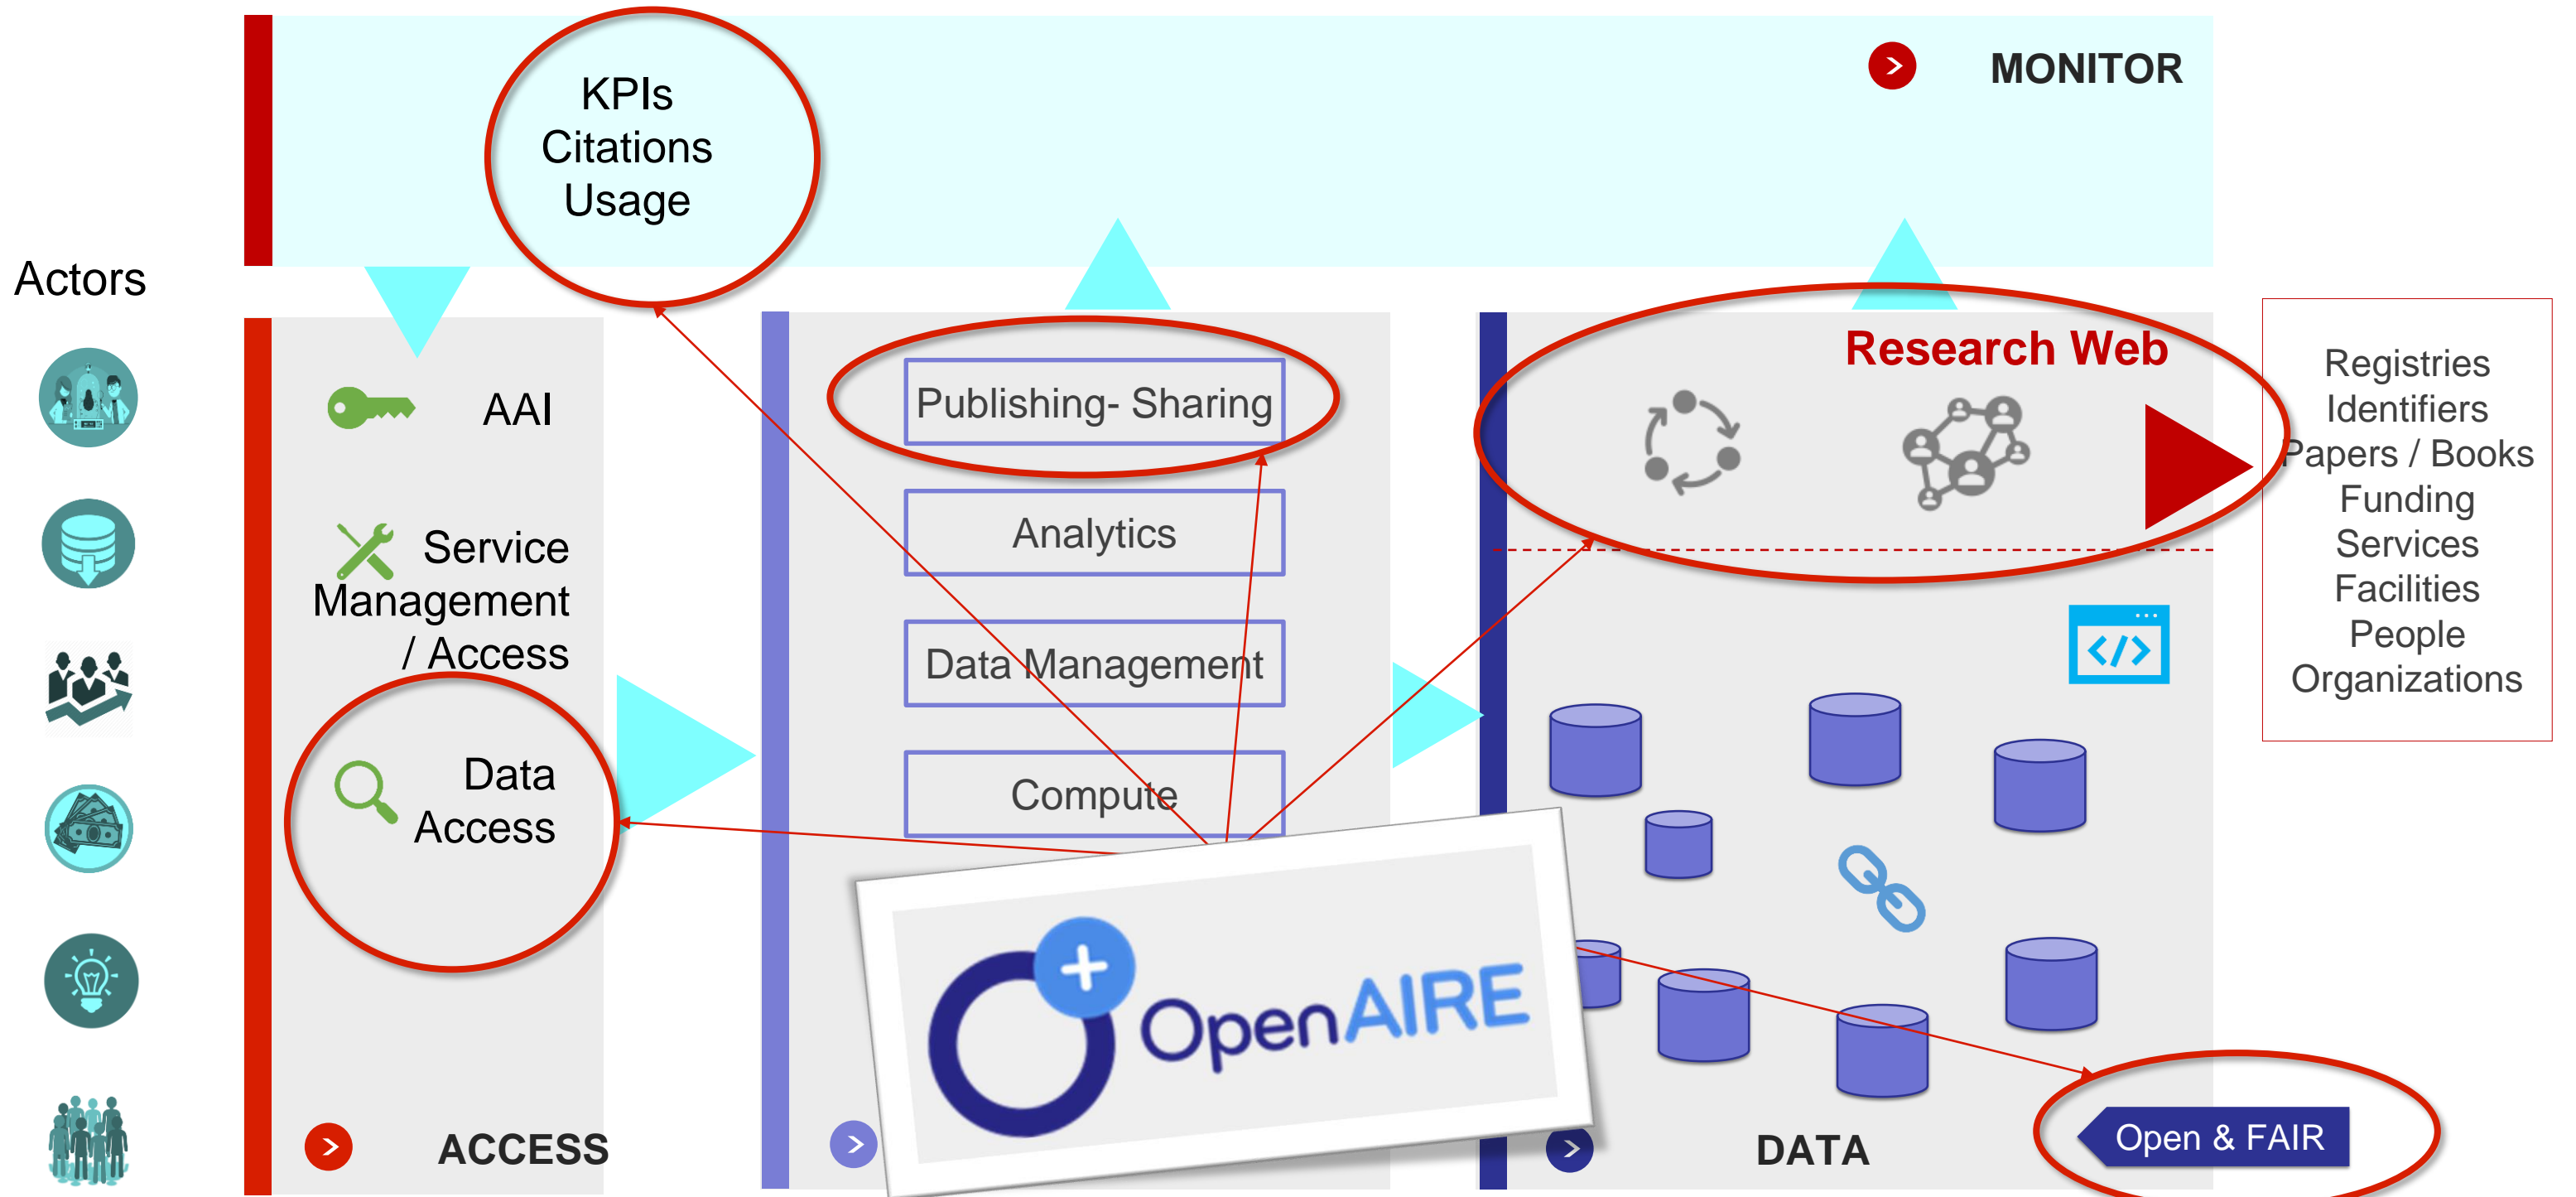 KPIs
Citations
Usage
MONITOR
Actors
AAI
Service
Management
/ Access
Data
Access
ACCESS
Publishing- Sharing
Analytics
Data Management
Compute
OpenAIRE
Research Web
DATA
Open & FAIR
Registries
Identifiers
Papers / Books
Funding
Services
Facilities
People
Organizations